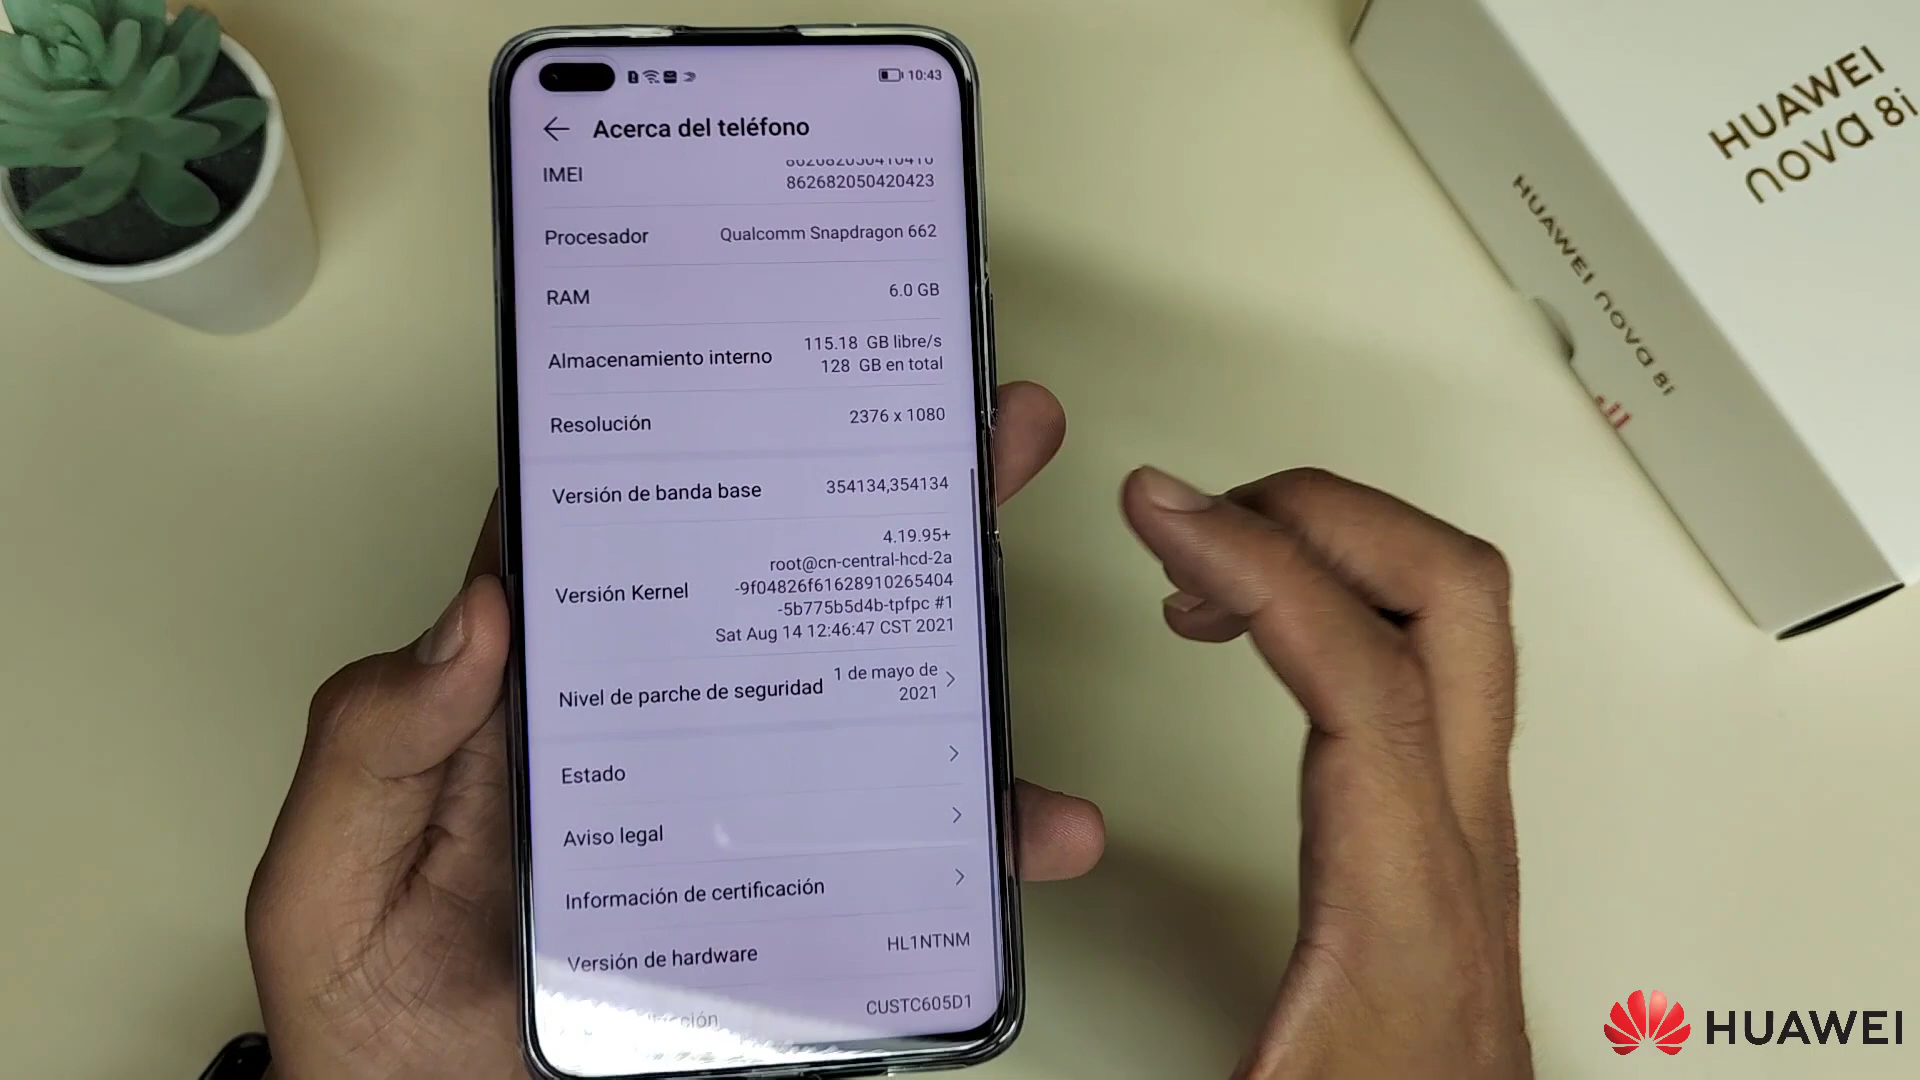 10:43
Acerca del teléfono
IMEI
862682050420423
Procesador
Qualcomm Snapdragon 662
RAM
6.0 GB
Almacenamiento interno
115.18 GB libre/s
128 GB en total
Resolución
2376 x 1080
Versión de banda base
354134,354134
Versión Kernel
4.19.95+
root@cn-central-hcd-2a
-9f04826f61628910265404
-5b775b5d4b-tpfpc #1
Sat Aug 14 12:46:47 CST 2021
Nivel de parche de seguridad
1 de mayo de
2021
Estado
Aviso legal
Información de certificación
Versión de hardware
HL1NTNM
CUSTC605D1
HUAWEI
nova 8i
HUAWEI nova 8i
HUAWEI